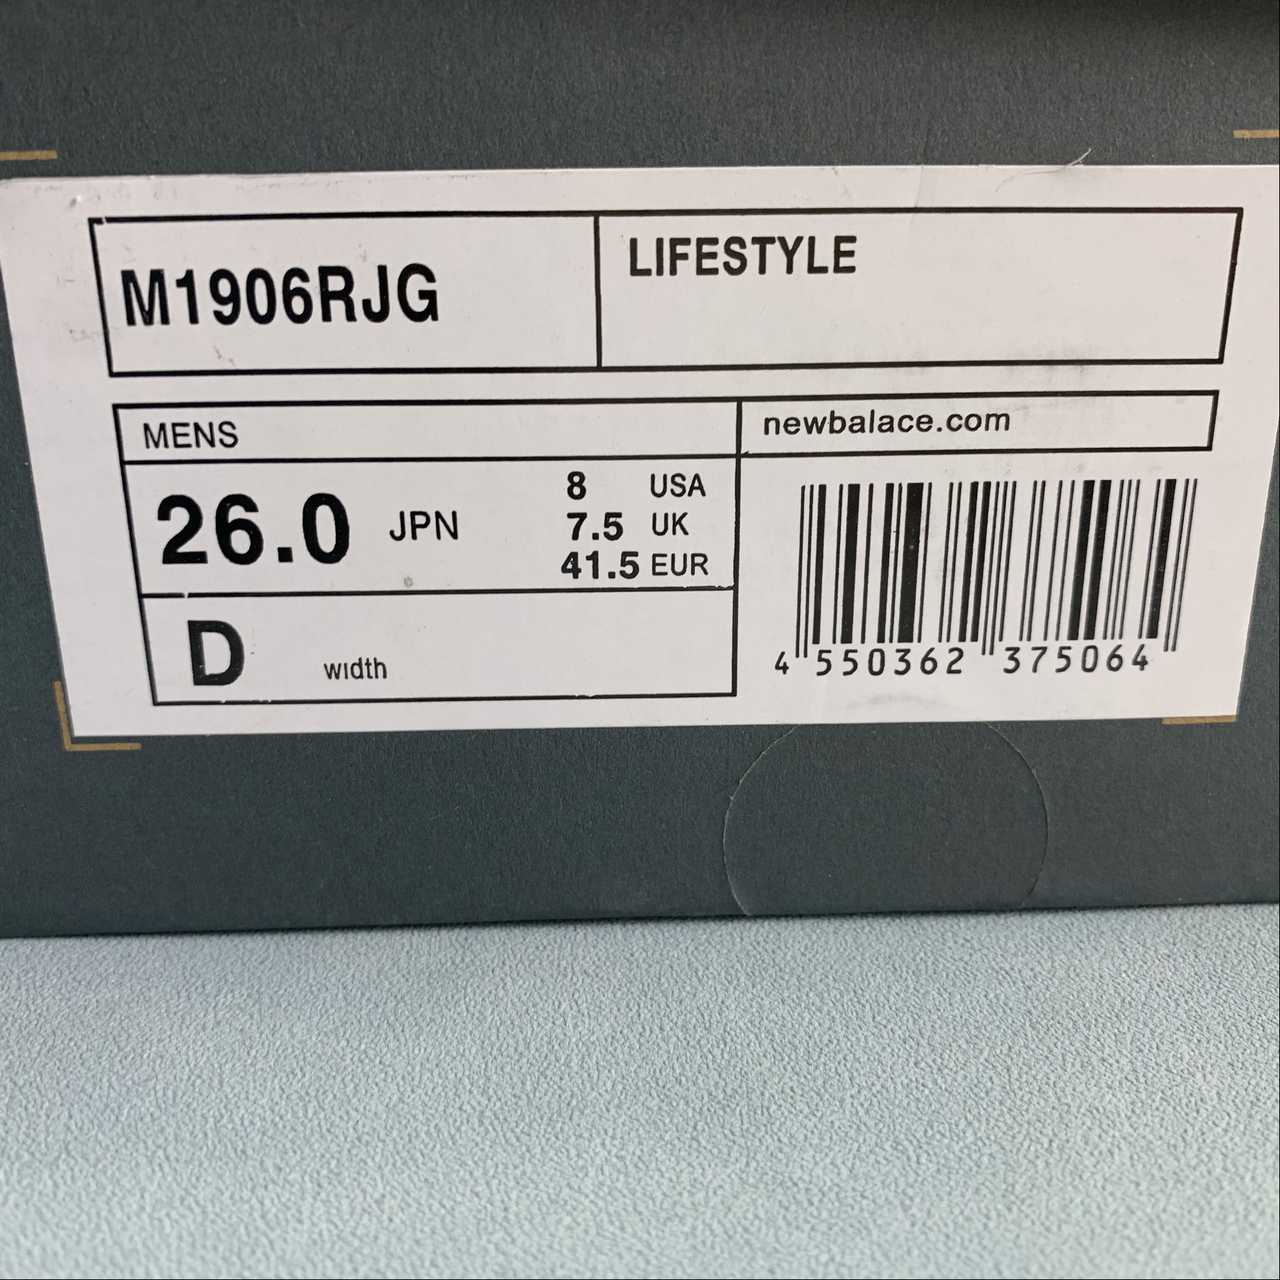 M1906RJG
LIFESTYLE
MENS
newbalace.com
26.0 JPN
8 USA
7.5 UK
41.5 EUR
D width
4 550362 375064